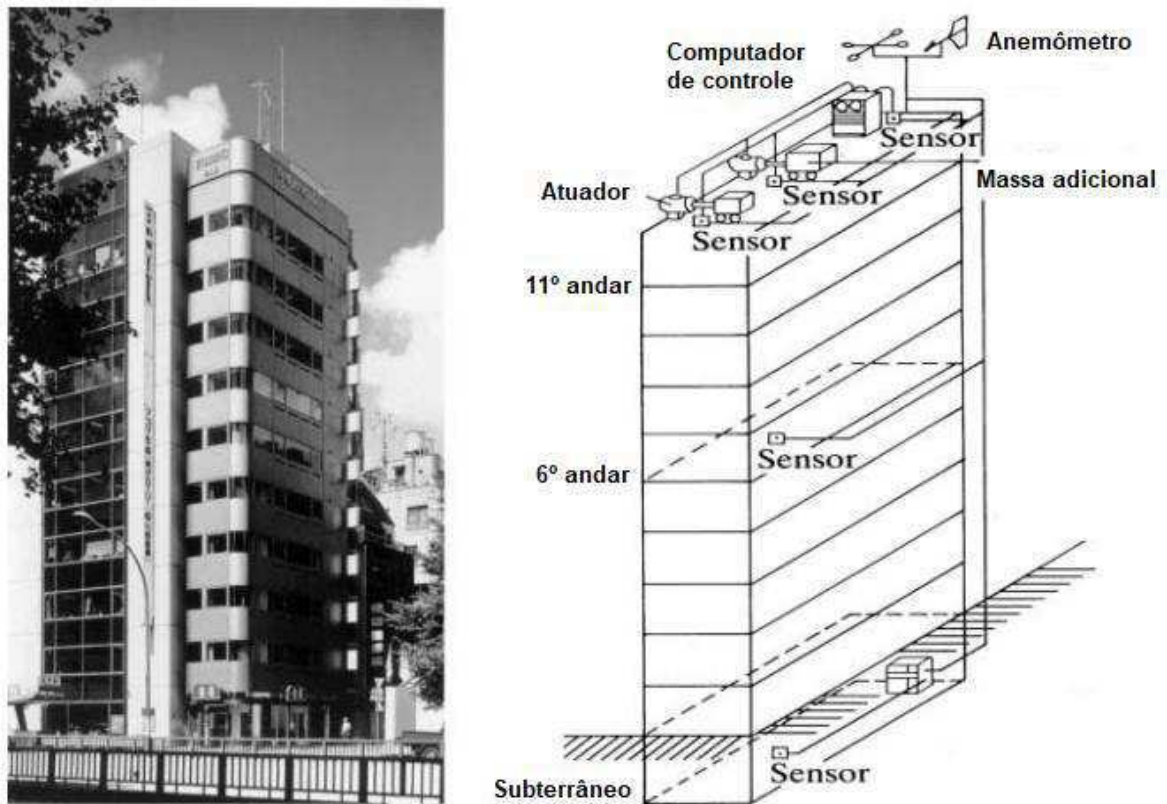 Computador
de controle
Anemômetro
Sensor
Massa adicional
Sensor
Atuador
Sensor
11º andar
Sensor
6º andar
Sensor
Subterrâneo